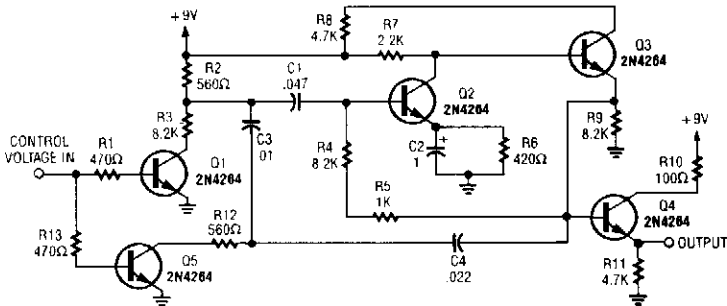 +9V
R2
560Ω
R3
8.2K
CONTROL
VOLTAGE IN
R1
470Ω
Q1
2N4264
R13
470Ω
Q5
2N4264
R12
560Ω
C3
.01
C1
.047
R8
4.7K
R7
2.2K
Q2
2N4264
R4
8.2K
C2
1
+
R6
420Ω
R5
1K
C4
.022
Q3
2N4264
R9
8.2K
+9V
R10
100Ω
Q4
2N4264
OUTPUT
R11
4.7K